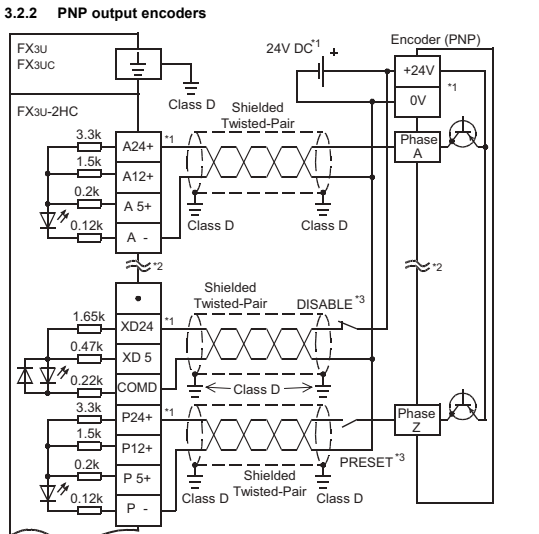 3.2.2 PNP output encoders
FX3U
FX3UC
24V DC*1 +
Encoder (PNP)
+24V
*1
0V
Class D
FX3U-2HC
Shielded
Twisted-Pair
3.3k
A24+
*1
Phase
A
1.5k
A12+
0.2k
A 5+
0.12k
A -
Class D
Class D
*2
*2
Shielded
Twisted-Pair
DISABLE*3
1.65k
XD24
*1
0.47k
XD 5
0.22k
COMD
Class D
3.3k
P24+
*1
Phase
Z
1.5k
P12+
PRESET*3
0.2k
P 5+
Shielded
Twisted-Pair
0.12k
P -
Class D
Class D